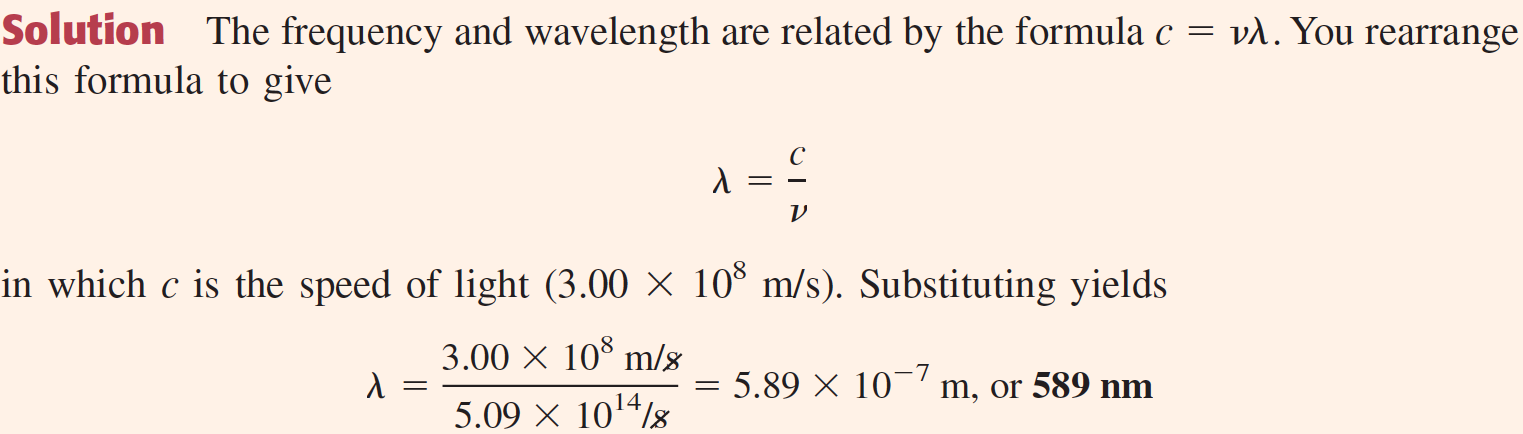 Solution The frequency and wavelength are related by the formula c = νλ. You rearrange
this formula to give
λ = c/ν
in which c is the speed of light (3.00 × 10⁸ m/s). Substituting yields
λ = (3.00 × 10⁸ m/s)/(5.09 × 10¹⁴/s) = 5.89 × 10⁻⁷ m, or 589 nm